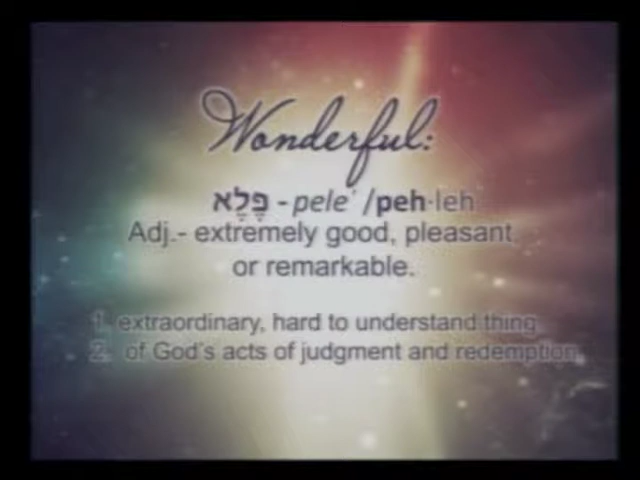 Wonderful:
פֶּלֶא - pele' /peh·leh
Adj.- extremely good, pleasant
or remarkable.
1. extraordinary, hard to understand thing
2. of God's acts of judgment and redemption.